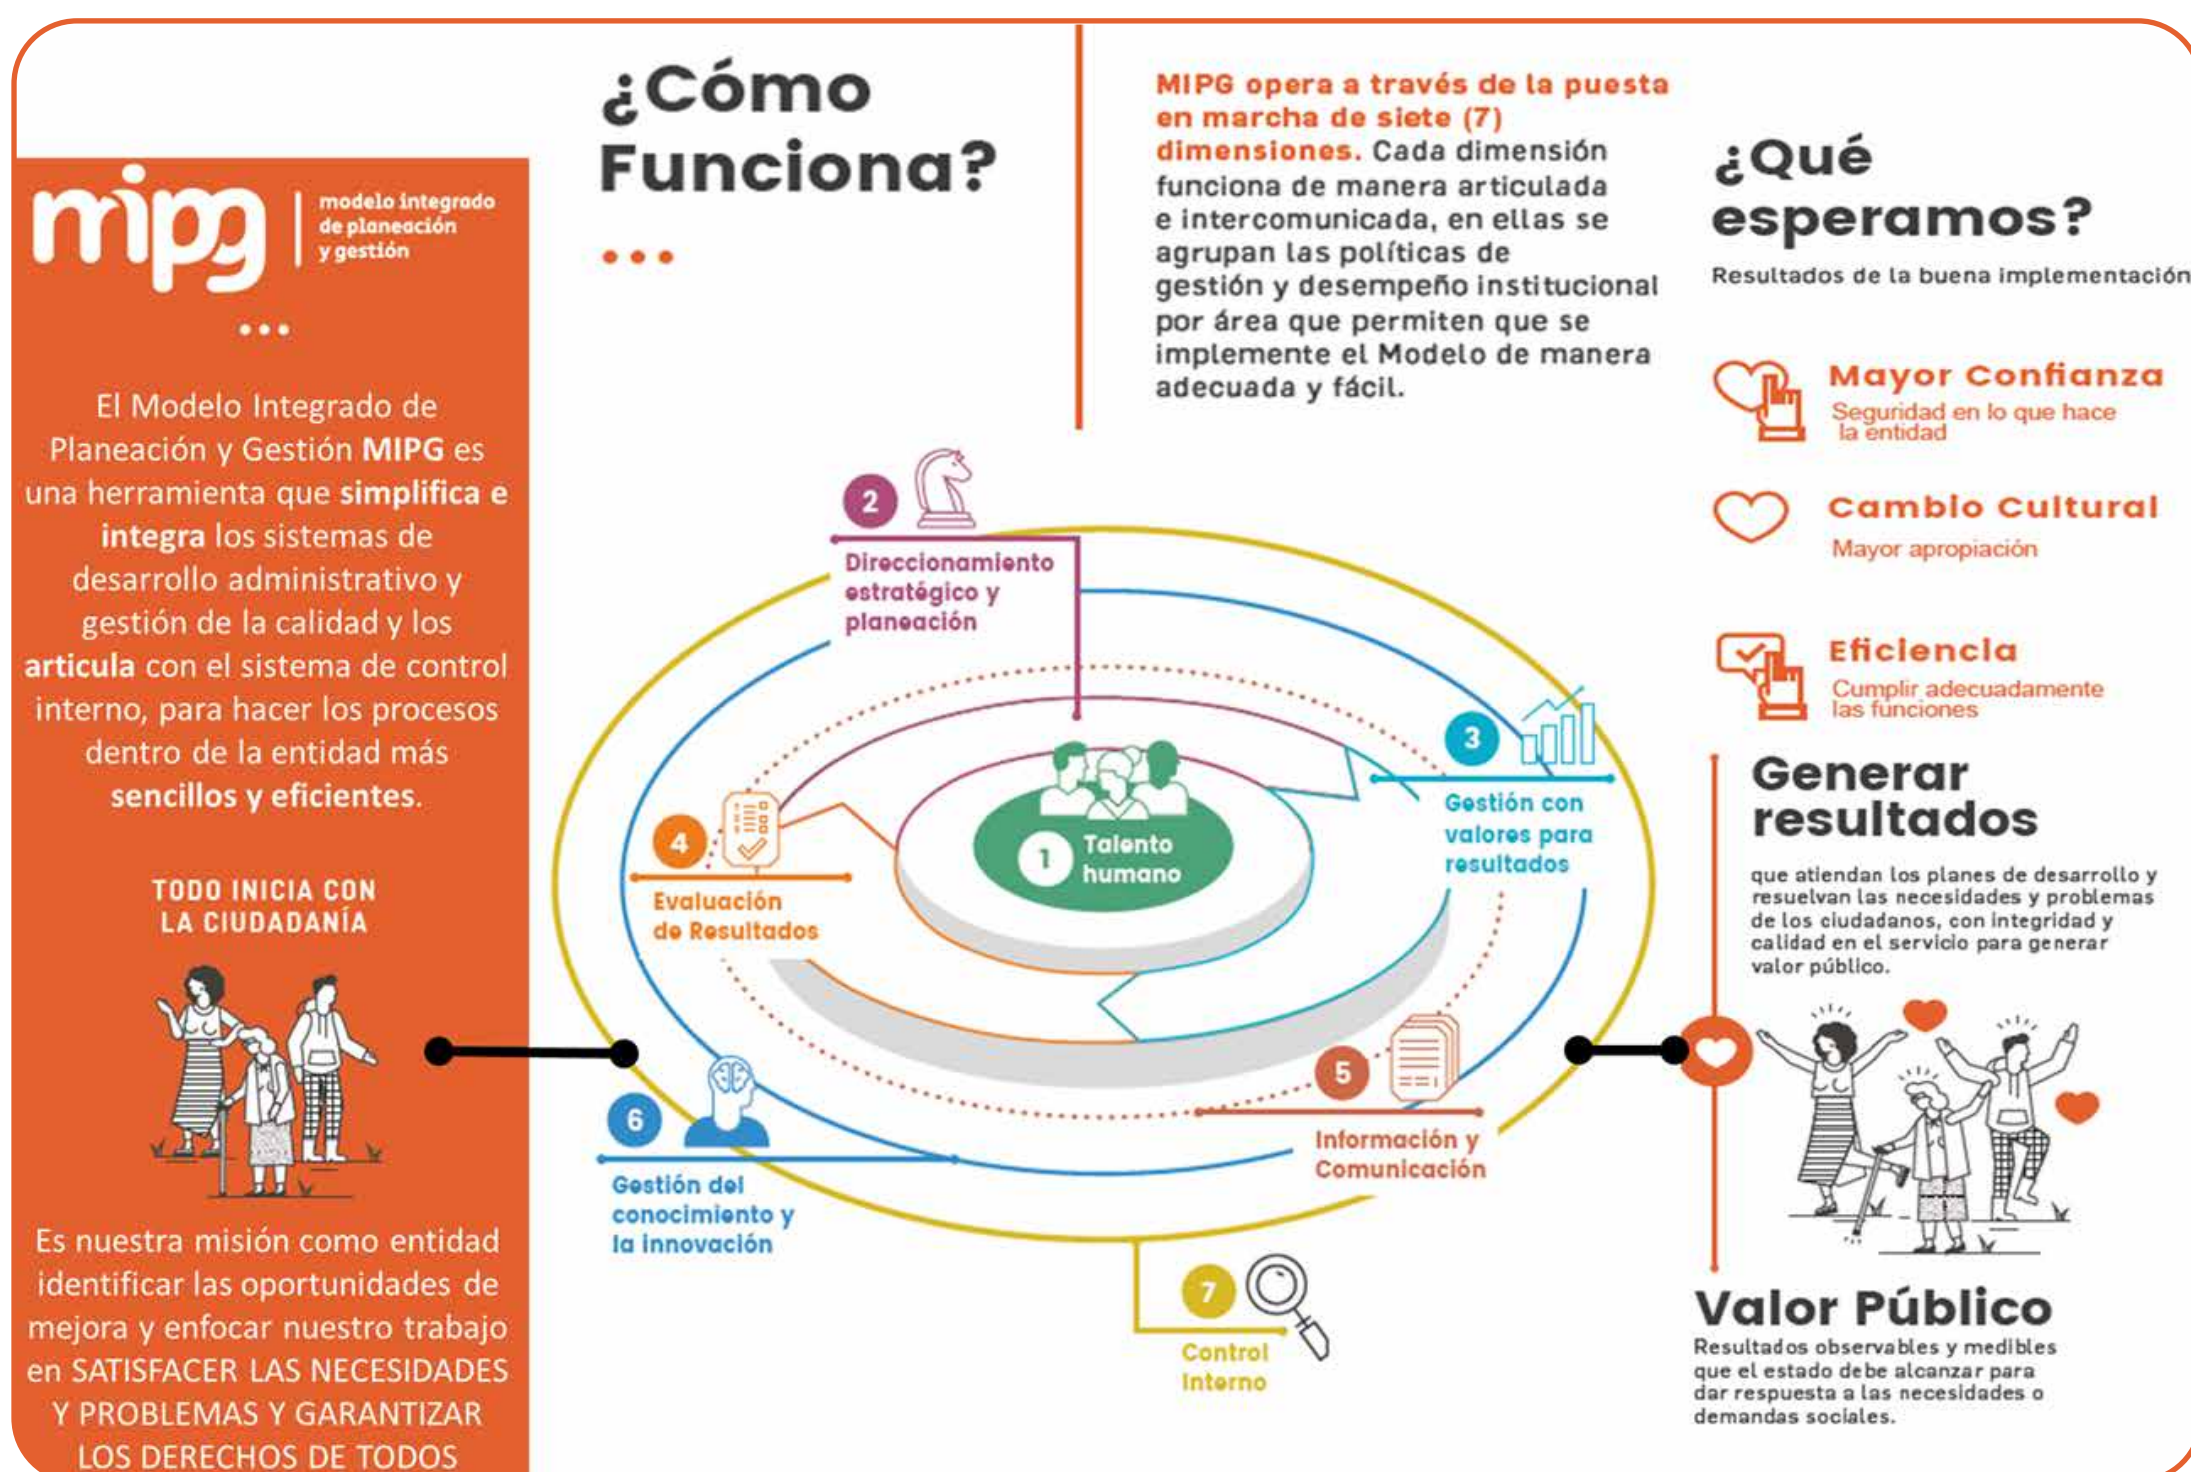 mipg
modelo integrado
de planeación
y gestión
El Modelo Integrado de
Planeación y Gestión MIPG es
una herramienta que simplifica e
integra los sistemas de
desarrollo administrativo y
gestión de la calidad y los
articula con el sistema de control
interno, para hacer los procesos
dentro de la entidad más
sencillos y eficientes.
TODO INICIA CON
LA CIUDADANÍA
Es nuestra misión como entidad
identificar las oportunidades de
mejora y enfocar nuestro trabajo
en SATISFACER LAS NECESIDADES
Y PROBLEMAS Y GARANTIZAR
LOS DERECHOS DE TODOS
¿Cómo
Funciona?
MIPG opera a través de la puesta
en marcha de siete (7)
dimensiones. Cada dimensión
funciona de manera articulada
e intercomunicada, en ellas se
agrupan las políticas de
gestión y desempeño institucional
por área que permiten que se
implemente el Modelo de manera
adecuada y fácil.
2
Direccionamiento
estratégico y
planeación
3
Gestión con
valores para
resultados
1
Talento
humano
4
Evaluación
de Resultados
5
Información y
Comunicación
6
Gestión del
conocimiento y
la innovación
7
Control
Interno
¿Qué
esperamos?
Resultados de la buena implementación
Mayor Confianza
Seguridad en lo que hace
la entidad
Cambio Cultural
Mayor apropiación
Eficiencia
Cumplir adecuadamente
las funciones
Generar
resultados
que atiendan los planes de desarrollo y
resuelvan las necesidades y problemas
de los ciudadanos, con integridad y
calidad en el servicio para generar
valor público.
Valor Público
Resultados observables y medibles
que el estado debe alcanzar para
dar respuesta a las necesidades o
demandas sociales.